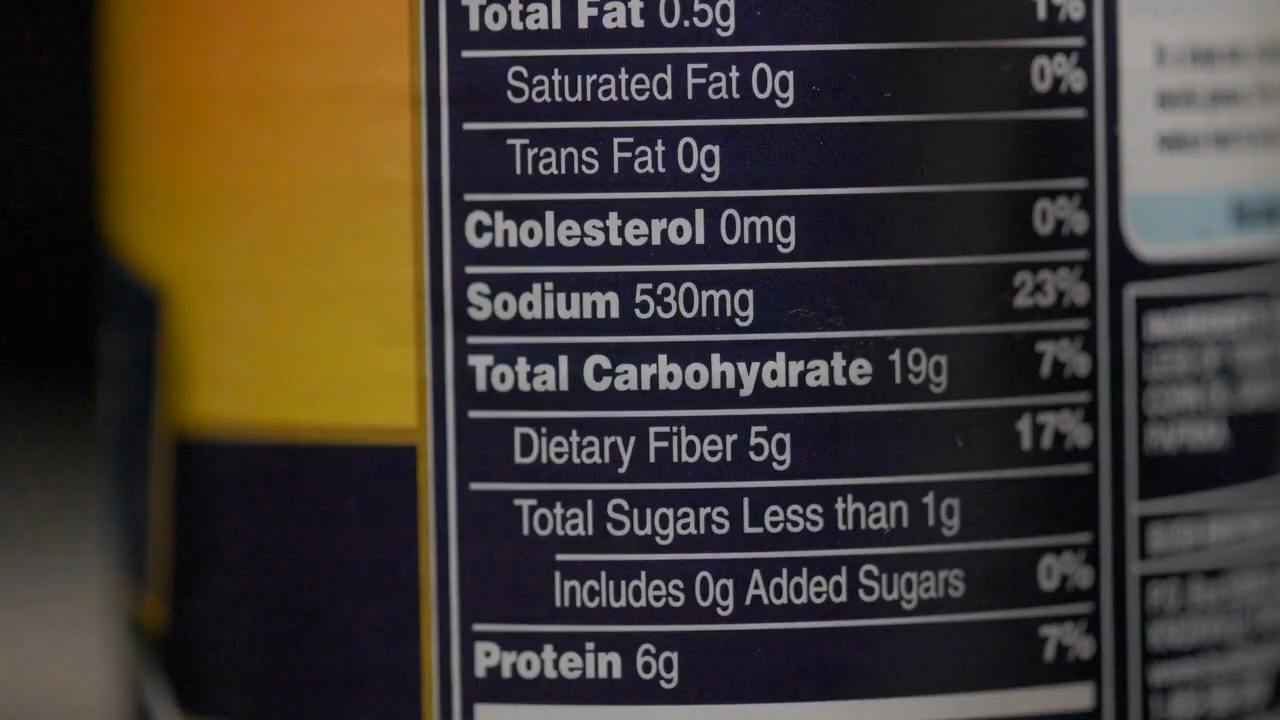 Total Fat 0.5g 1%
Saturated Fat 0g 0%
Trans Fat 0g
Cholesterol 0mg 0%
Sodium 530mg 23%
Total Carbohydrate 19g 7%
Dietary Fiber 5g 17%
Total Sugars Less than 1g
Includes 0g Added Sugars 0%
Protein 6g 7%